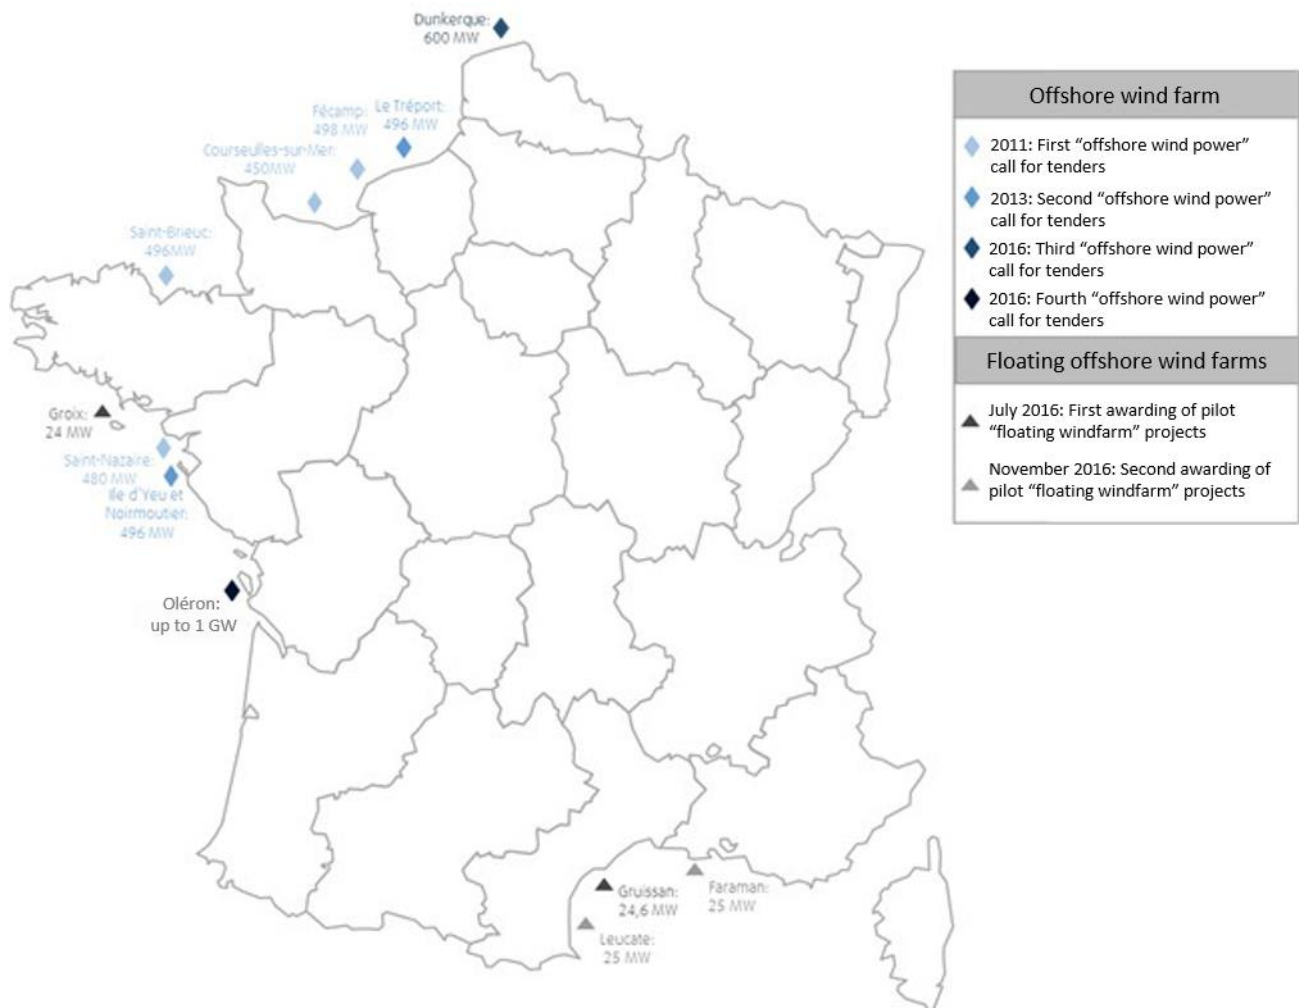 Dunkerque:
600 MW
Fécamp:
498 MW
Le Tréport:
496 MW
Courseulles-sur-Mer:
450MW
Saint-Brieuc:
496MW
Groix:
24 MW
Saint-Nazaire:
480 MW
Ile d'Yeu et
Noirmoutier:
496 MW
Oléron:
up to 1 GW
Gruissan:
24,6 MW
Faraman:
25 MW
Leucate:
25 MW
Offshore wind farm
2011: First “offshore wind power”
call for tenders
2013: Second “offshore wind power”
call for tenders
2016: Third “offshore wind power”
call for tenders
2016: Fourth “offshore wind power”
call for tenders
Floating offshore wind farms
July 2016: First awarding of pilot
“floating windfarm” projects
November 2016: Second awarding of
pilot “floating windfarm” projects